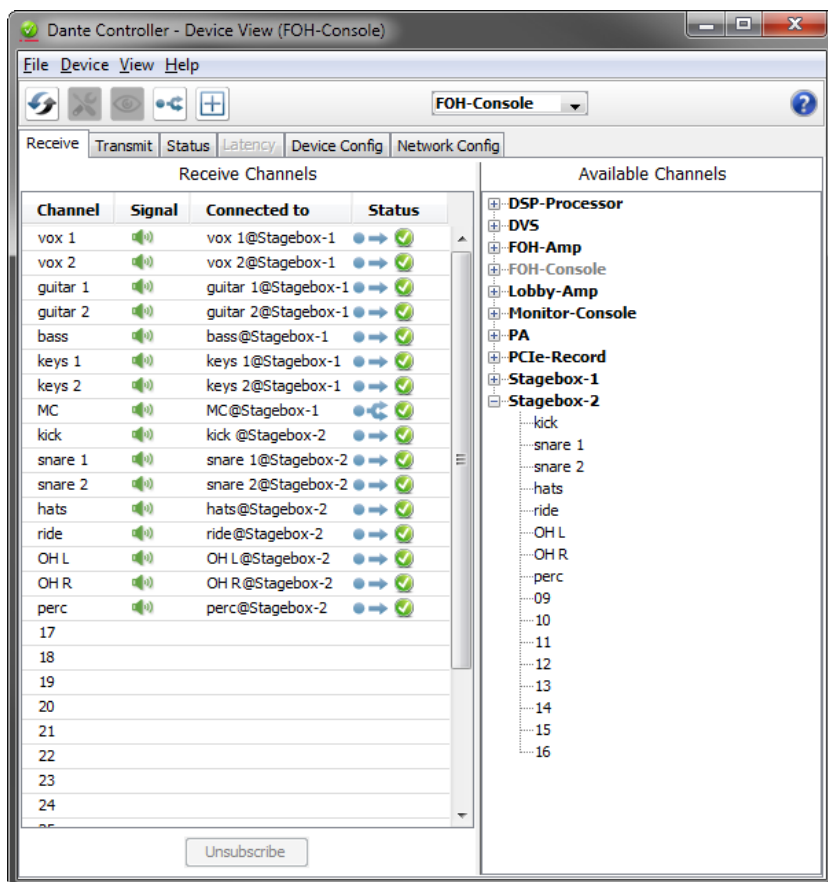 Dante Controller - Device View (FOH-Console)
File Device View Help
FOH-Console
Receive Transmit Status Latency Device Config Network Config
Receive Channels
Channel Signal Connected to Status
vox 1 vox 1@Stagebox-1
vox 2 vox 2@Stagebox-1
guitar 1 guitar 1@Stagebox-1
guitar 2 guitar 2@Stagebox-1
bass bass@Stagebox-1
keys 1 keys 1@Stagebox-1
keys 2 keys 2@Stagebox-1
MC MC@Stagebox-1
kick kick @Stagebox-2
snare 1 snare 1@Stagebox-2
snare 2 snare 2@Stagebox-2
hats hats@Stagebox-2
ride ride@Stagebox-2
OH L OH L@Stagebox-2
OH R OH R@Stagebox-2
perc perc@Stagebox-2
17
18
19
20
21
22
23
24
Unsubscribe
Available Channels
DSP-Processor
DVS
FOH-Amp
FOH-Console
Lobby-Amp
Monitor-Console
PA
PCIe-Record
Stagebox-1
Stagebox-2
kick
snare 1
snare 2
hats
ride
OH L
OH R
perc
09
10
11
12
13
14
15
16